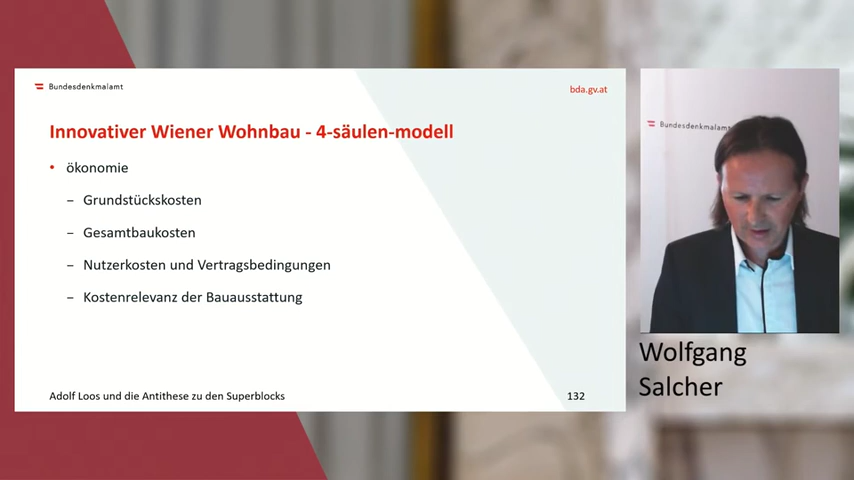 Bundesdenkmalamt
bda.gv.at
Innovativer Wiener Wohnbau - 4-säulen-modell
• ökonomie
– Grundstückskosten
– Gesamtbaukosten
– Nutzerkosten und Vertragsbedingungen
– Kostenrelevanz der Bauausstattung
Adolf Loos und die Antithese zu den Superblocks
132
Bundesdenkmalamt
Wolfgang
Salcher